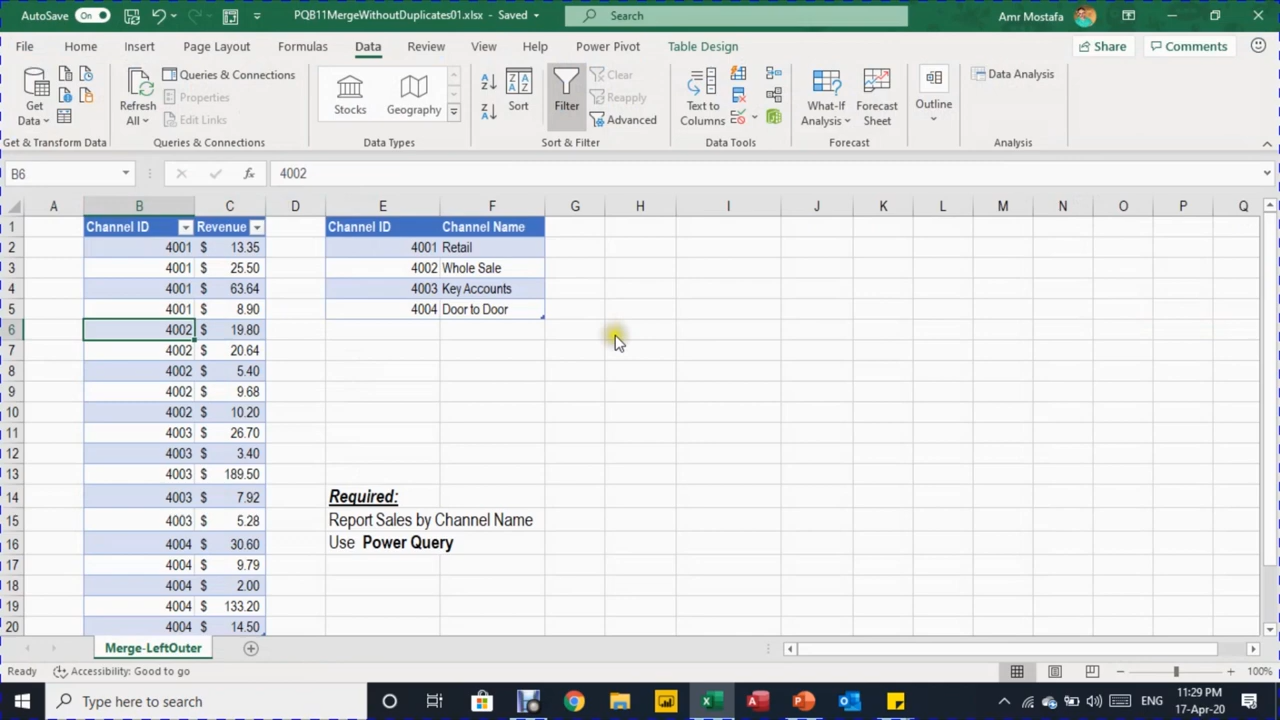 AutoSave On PQB11MergeWithoutDuplicates01.xlsx - Saved Search Amr Mostafa
File Home Insert Page Layout Formulas Data Review View Help Power Pivot Table Design Share Comments
Get Data
Refresh All
Queries & Connections
Properties
Edit Links
Stocks
Geography
Sort
Filter
Clear
Reapply
Advanced
Text to Columns
What-If Analysis
Forecast Sheet
Outline
Data Analysis
Get & Transform Data Queries & Connections Data Types Sort & Filter Data Tools Forecast Analysis
B6 fx 4002
A B C D E F G H I J K L M N O P Q
1 Channel ID Revenue Channel ID Channel Name
2 4001 $ 13.35 4001 Retail
3 4001 $ 25.50 4002 Whole Sale
4 4001 $ 63.64 4003 Key Accounts
5 4001 $ 8.90 4004 Door to Door
6 4002 $ 19.80
7 4002 $ 20.64
8 4002 $ 5.40
9 4002 $ 9.68
10 4002 $ 10.20
11 4003 $ 26.70
12 4003 $ 3.40
13 4003 $ 189.50
14 4003 $ 7.92 Required:
15 4003 $ 5.28 Report Sales by Channel Name
16 4004 $ 30.60 Use Power Query
17 4004 $ 9.79
18 4004 $ 2.00
19 4004 $ 133.20
20 4004 $ 14.50
Merge-LeftOuter
Ready Accessibility: Good to go 100%
Type here to search ENG 11:29 PM
17-Apr-20